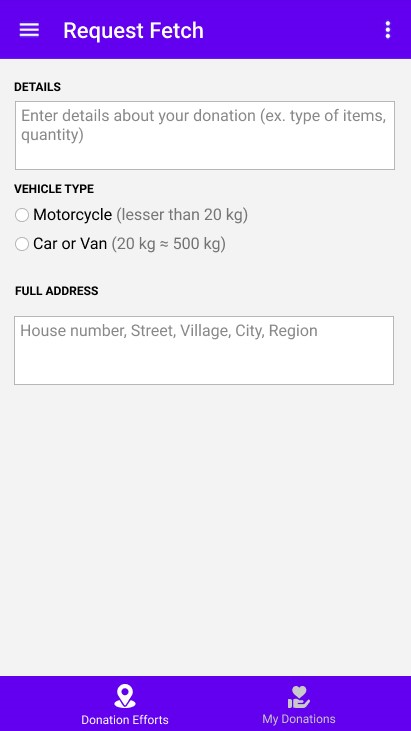 Request Fetch
DETAILS
Enter details about your donation (ex. type of items,
quantity)
VEHICLE TYPE
Motorcycle (lesser than 20 kg)
Car or Van (20 kg ≈ 500 kg)
FULL ADDRESS
House number, Street, Village, City, Region
Donation Efforts
My Donations